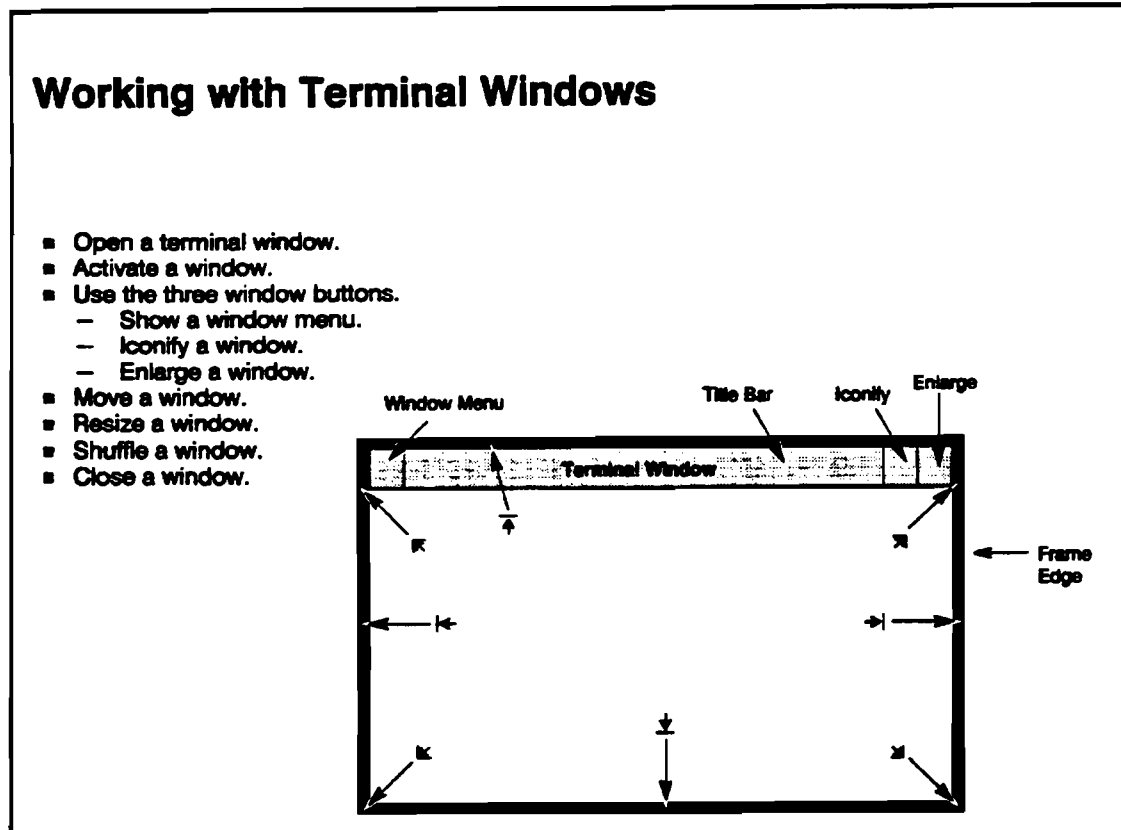 Working with Terminal Windows
■ Open a terminal window.
■ Activate a window.
■ Use the three window buttons.
– Show a window menu.
– Iconify a window.
– Enlarge a window.
■ Move a window.
■ Resize a window.
■ Shuffle a window.
■ Close a window.
Window Menu
Title Bar
Iconify
Enlarge
Terminal Window
Frame
Edge